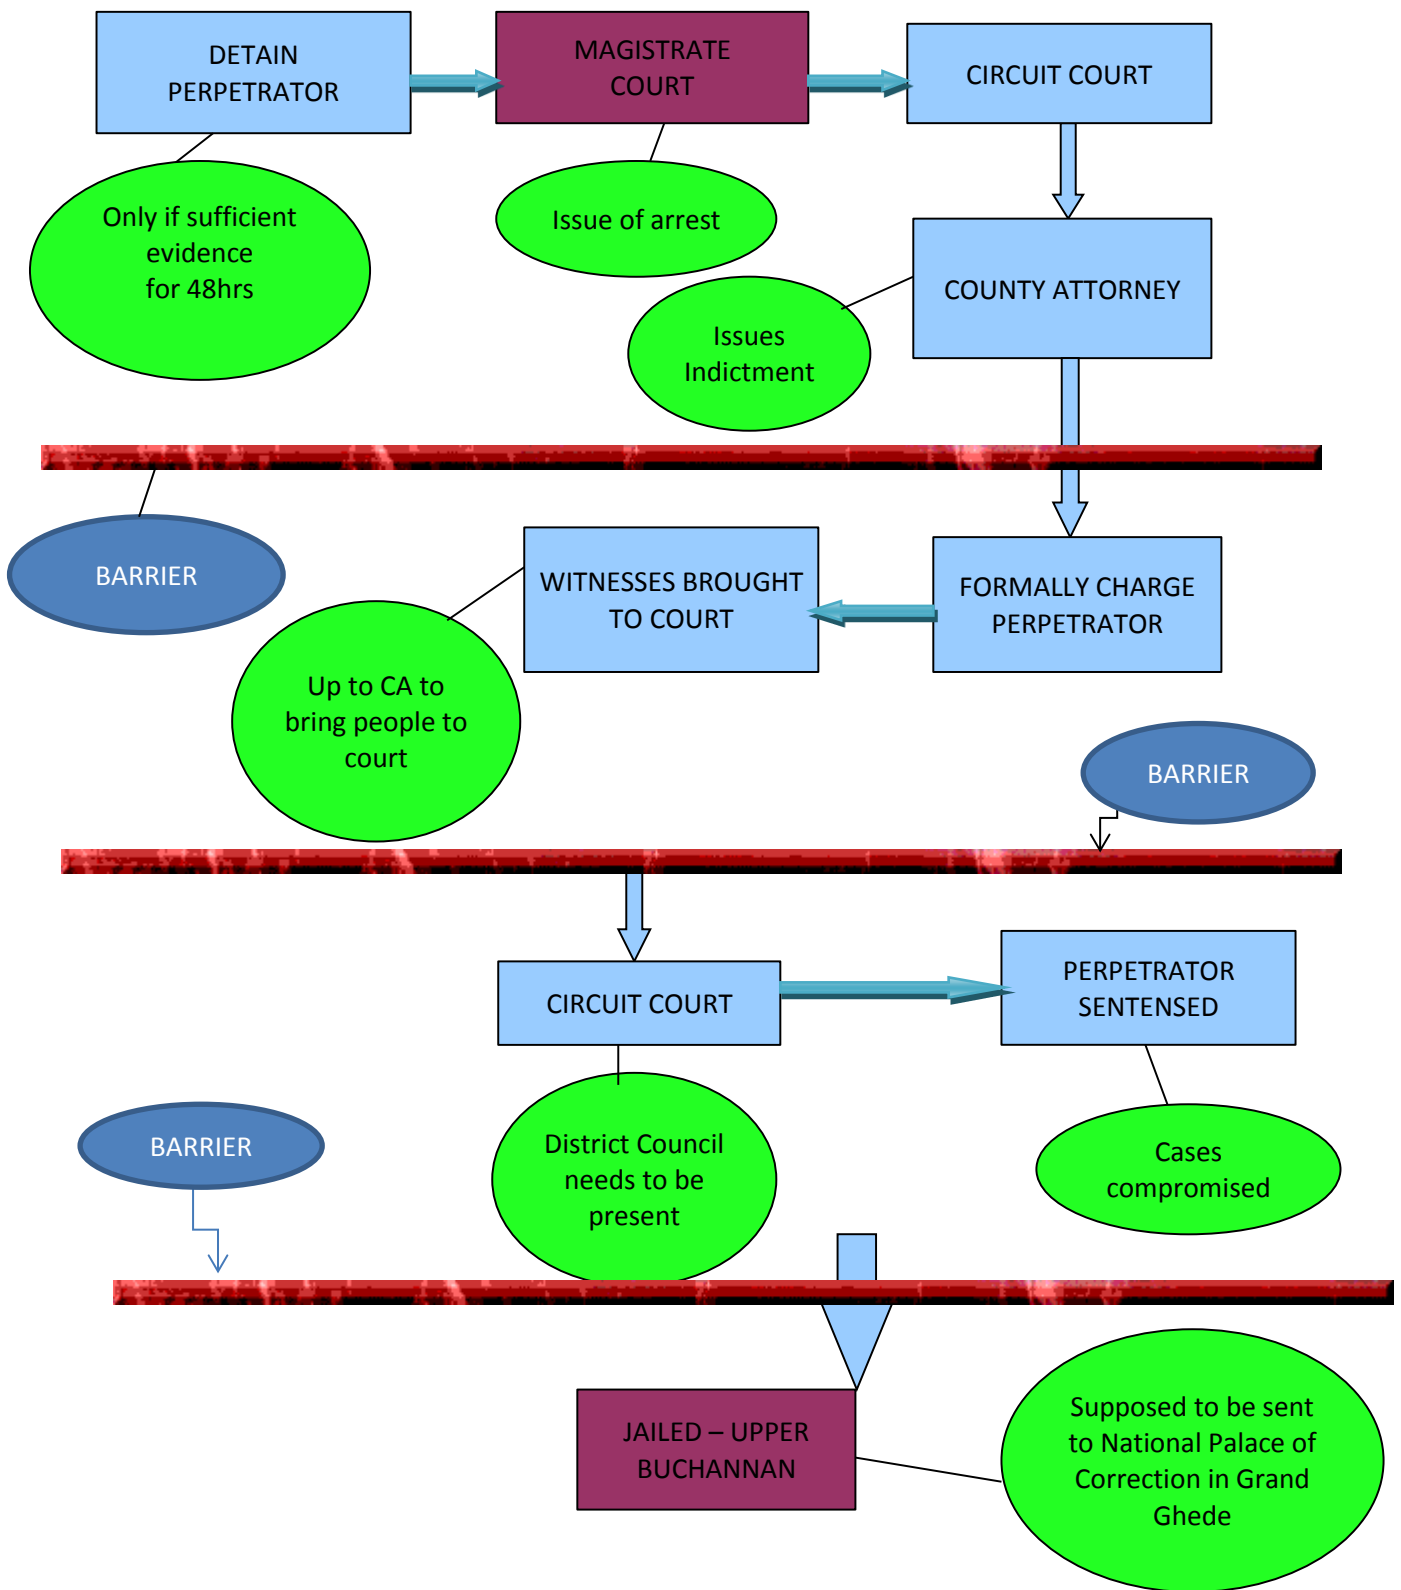 DETAIN
PERPETRATOR
MAGISTRATE
COURT
CIRCUIT COURT
Only if sufficient
evidence
for 48hrs
Issue of arrest
COUNTY ATTORNEY
Issues
Indictment
BARRIER
WITNESSES BROUGHT
TO COURT
FORMALLY CHARGE
PERPETRATOR
Up to CA to
bring people to
court
BARRIER
CIRCUIT COURT
PERPETRATOR
SENTENSED
BARRIER
District Council
needs to be
present
Cases
compromised
JAILED – UPPER
BUCHANNAN
Supposed to be sent
to National Palace of
Correction in Grand
Ghede